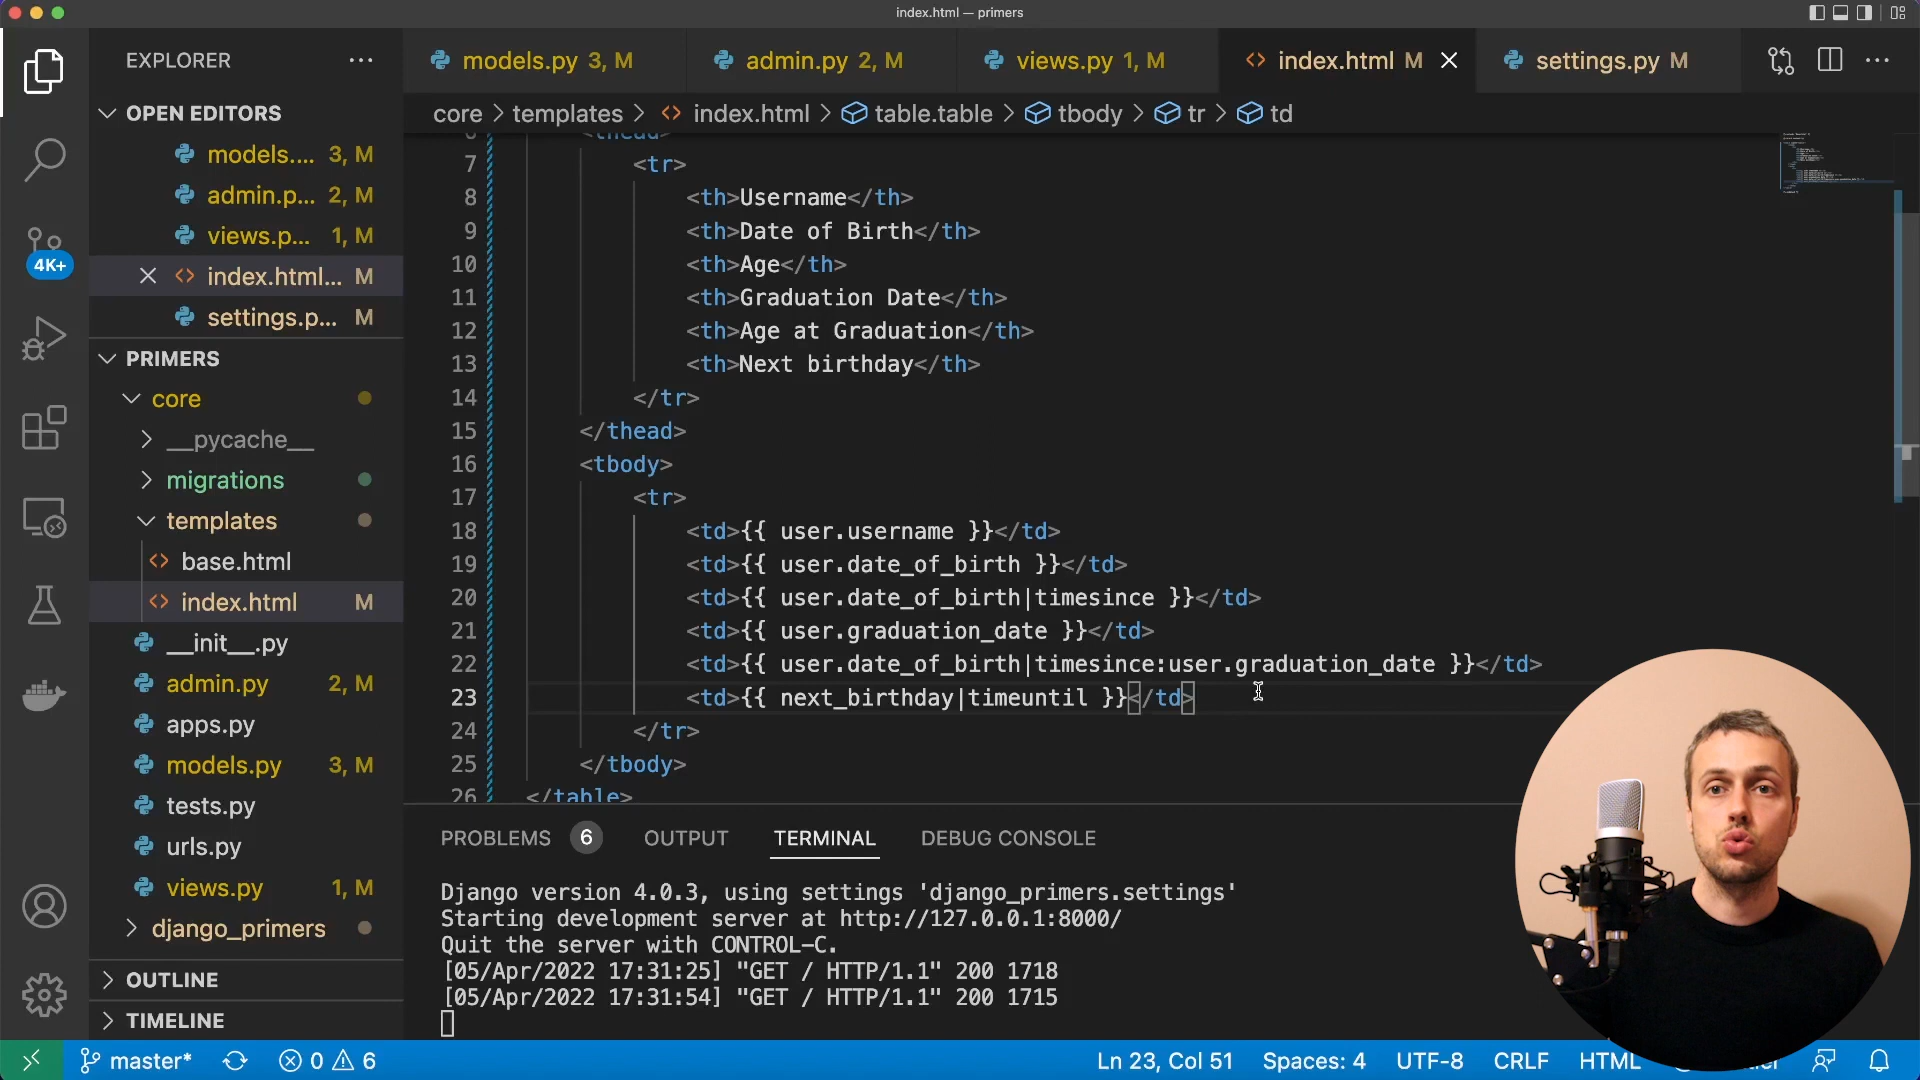 index.html — primers
EXPLORER
OPEN EDITORS
models.... 3, M
admin.p... 2, M
views.p... 1, M
index.html... M
settings.p... M
PRIMERS
core
__pycache__
migrations
templates
base.html
index.html M
__init__.py
admin.py 2, M
apps.py
models.py 3, M
tests.py
urls.py
views.py 1, M
django_primers
OUTLINE
TIMELINE
4K+
models.py 3, M
admin.py 2, M
views.py 1, M
index.html M
settings.py M
core > templates > <> index.html > table.table > tbody > tr > td
6 <thead>
7 <tr>
8 <th>Username</th>
9 <th>Date of Birth</th>
10 <th>Age</th>
11 <th>Graduation Date</th>
12 <th>Age at Graduation</th>
13 <th>Next birthday</th>
14 </tr>
15 </thead>
16 <tbody>
17 <tr>
18 <td>{{ user.username }}</td>
19 <td>{{ user.date_of_birth }}</td>
20 <td>{{ user.date_of_birth|timesince }}</td>
21 <td>{{ user.graduation_date }}</td>
22 <td>{{ user.date_of_birth|timesince:user.graduation_date }}</td>
23 <td>{{ next_birthday|timeuntil }}</td>
24 </tr>
25 </tbody>
26 </table>
PROBLEMS 6 OUTPUT TERMINAL DEBUG CONSOLE
Django version 4.0.3, using settings 'django_primers.settings'
Starting development server at http://127.0.0.1:8000/
Quit the server with CONTROL-C.
[05/Apr/2022 17:31:25] "GET / HTTP/1.1" 200 1718
[05/Apr/2022 17:31:54] "GET / HTTP/1.1" 200 1715
master* 0 6 Ln 23, Col 51 Spaces: 4 UTF-8 CRLF HTML